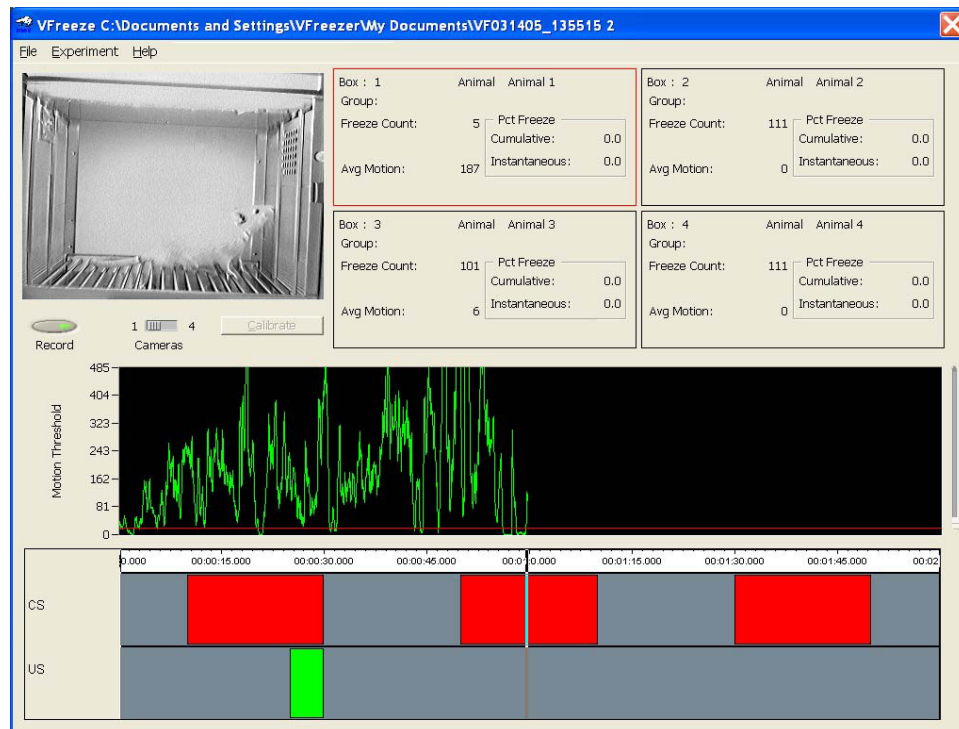 VFreeze C:\Documents and Settings\VFreezer\My Documents\VF031405_135515 2
File Experiment Help
Box : 1 Animal Animal 1
Group:
Freeze Count: 5 Pct Freeze
Cumulative: 0.0
Instantaneous: 0.0
Avg Motion: 187
Box : 2 Animal Animal 2
Group:
Freeze Count: 111 Pct Freeze
Cumulative: 0.0
Instantaneous: 0.0
Avg Motion: 0
Box : 3 Animal Animal 3
Group:
Freeze Count: 101 Pct Freeze
Cumulative: 0.0
Instantaneous: 0.0
Avg Motion: 6
Box : 4 Animal Animal 4
Group:
Freeze Count: 111 Pct Freeze
Cumulative: 0.0
Instantaneous: 0.0
Avg Motion: 0
1 4 Calibrate
Record Cameras
Motion Threshold
485
404
323
243
162
81
0
0.000 00:00:15.000 00:00:30.000 00:00:45.000 00:01:0.000 00:01:15.000 00:01:30.000 00:01:45.000 00:02
CS
US